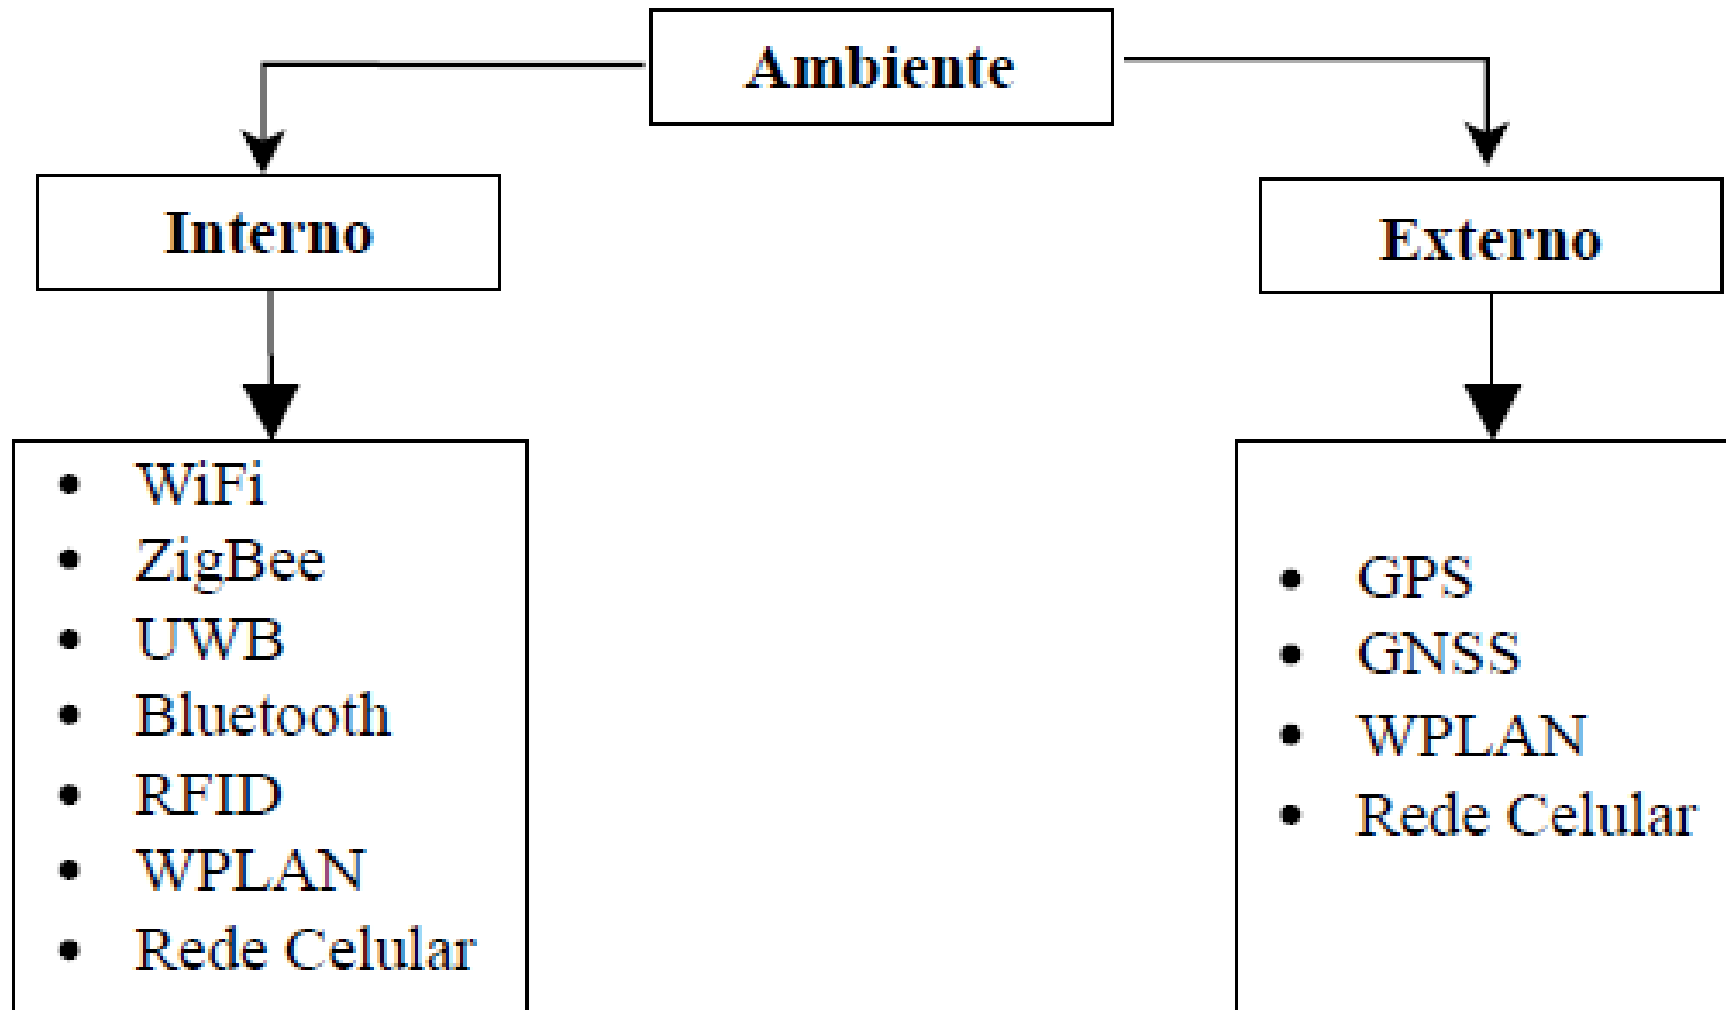 Ambiente
Interno
Externo
• WiFi
• ZigBee
• UWB
• Bluetooth
• RFID
• WPLAN
• Rede Celular
• GPS
• GNSS
• WPLAN
• Rede Celular